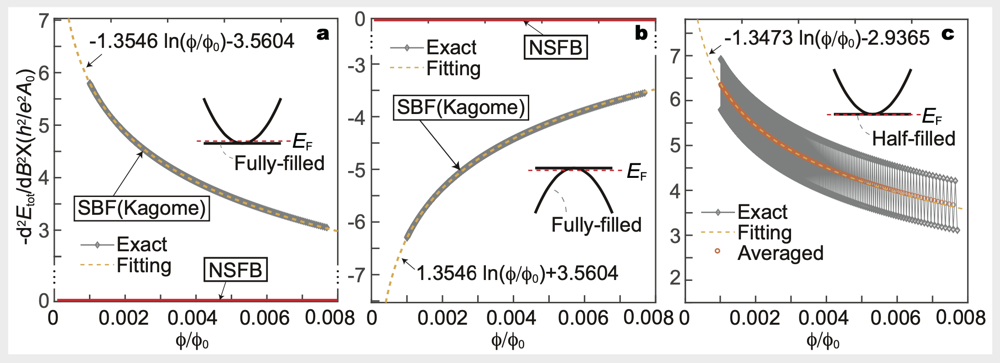 -d²E_tot/dB²X(h²/e²A₀)
7
6
5
4
3
0
a
-1.3546 ln(ϕ/ϕ₀)-3.5604
E_F
Fully-filled
SBF(Kagome)
Exact
Fitting
NSFB
0 0.002 0.004 0.006 0.008
ϕ/ϕ₀
0
-3
-4
-5
-6
-7
b
NSFB
Exact
Fitting
SBF(Kagome)
E_F
Fully-filled
1.3546 ln(ϕ/ϕ₀)+3.5604
0 0.002 0.004 0.006 0.008
ϕ/ϕ₀
7
6
5
4
3
2
c
-1.3473 ln(ϕ/ϕ₀)-2.9365
E_F
Half-filled
Exact
Fitting
Averaged
0 0.002 0.004 0.006 0.008
ϕ/ϕ₀